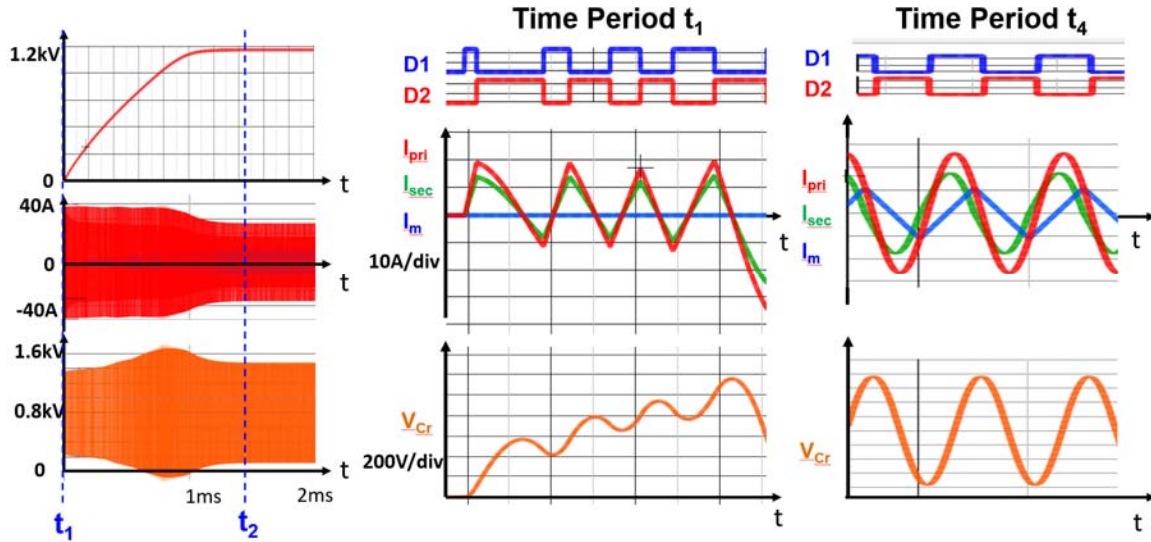 1.2kV
0
t
40A
0
-40A
t
1.6kV
0.8kV
0
t
1ms
2ms
t1
t2
Time Period t1
D1
D2
Ipri
Isec
Im
10A/div
t
VCr
200V/div
t
Time Period t4
D1
D2
Ipri
Isec
Im
t
VCr
t